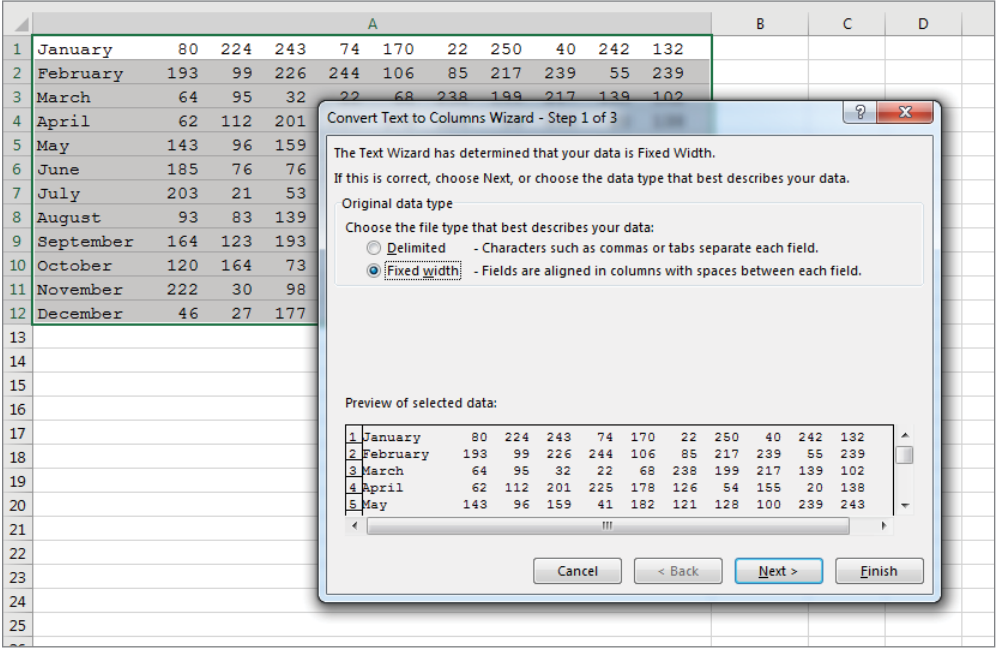 A B C D
1 January 80 224 243 74 170 22 250 40 242 132
2 February 193 99 226 244 106 85 217 239 55 239
3 March 64 95 32 22 68 238 199 217 139 102
4 April 62 112 201
5 May 143 96 159
6 June 185 76 76
7 July 203 21 53
8 August 93 83 139
9 September 164 123 193
10 October 120 164 73
11 November 222 30 98
12 December 46 27 177
13
14
15
16
17
18
19
20
21
22
23
24
25
Convert Text to Columns Wizard - Step 1 of 3
The Text Wizard has determined that your data is Fixed Width.
If this is correct, choose Next, or choose the data type that best describes your data.
Original data type
Choose the file type that best describes your data:
Delimited - Characters such as commas or tabs separate each field.
Fixed width - Fields are aligned in columns with spaces between each field.
Preview of selected data:
1 January 80 224 243 74 170 22 250 40 242 132
2 February 193 99 226 244 106 85 217 239 55 239
3 March 64 95 32 22 68 238 199 217 139 102
4 April 62 112 201 225 178 126 54 155 20 138
5 May 143 96 159 41 182 121 128 100 239 243
Cancel < Back Next > Finish